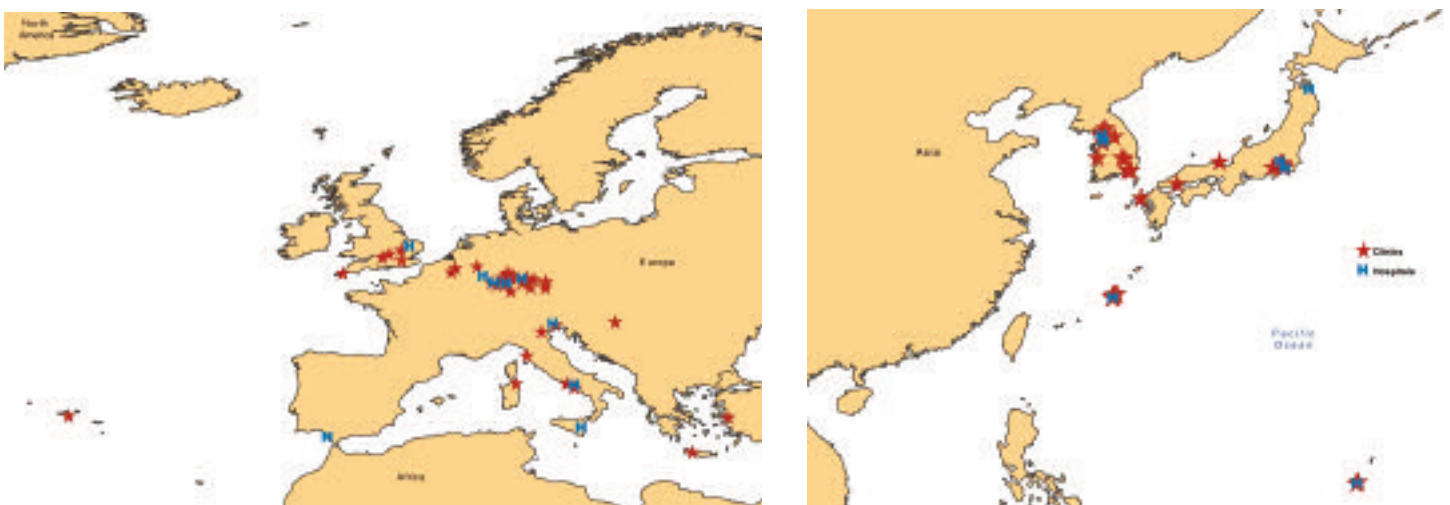 North
America
Europe
Africa
Asia
Clinics
Hospitals
Pacific
Ocean